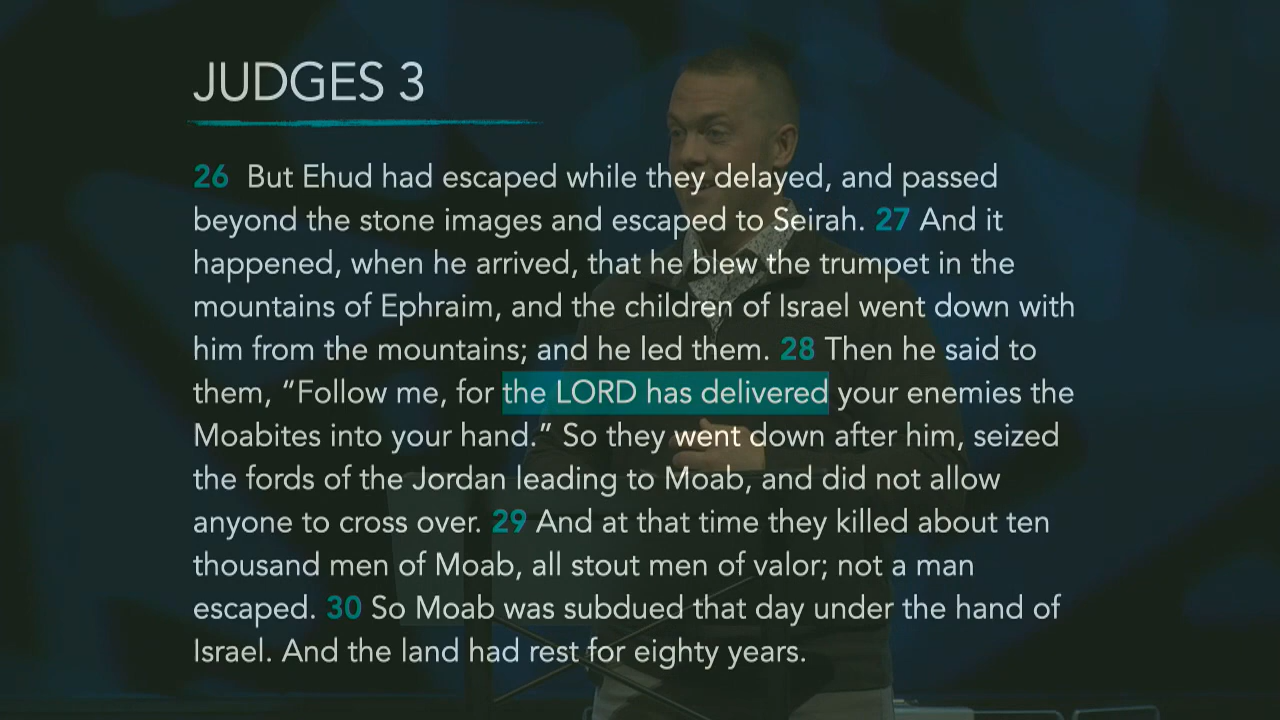 JUDGES 3
26 But Ehud had escaped while they delayed, and passed
beyond the stone images and escaped to Seirah. 27 And it
happened, when he arrived, that he blew the trumpet in the
mountains of Ephraim, and the children of Israel went down with
him from the mountains; and he led them. 28 Then he said to
them, “Follow me, for the LORD has delivered your enemies the
Moabites into your hand.” So they went down after him, seized
the fords of the Jordan leading to Moab, and did not allow
anyone to cross over. 29 And at that time they killed about ten
thousand men of Moab, all stout men of valor; not a man
escaped. 30 So Moab was subdued that day under the hand of
Israel. And the land had rest for eighty years.